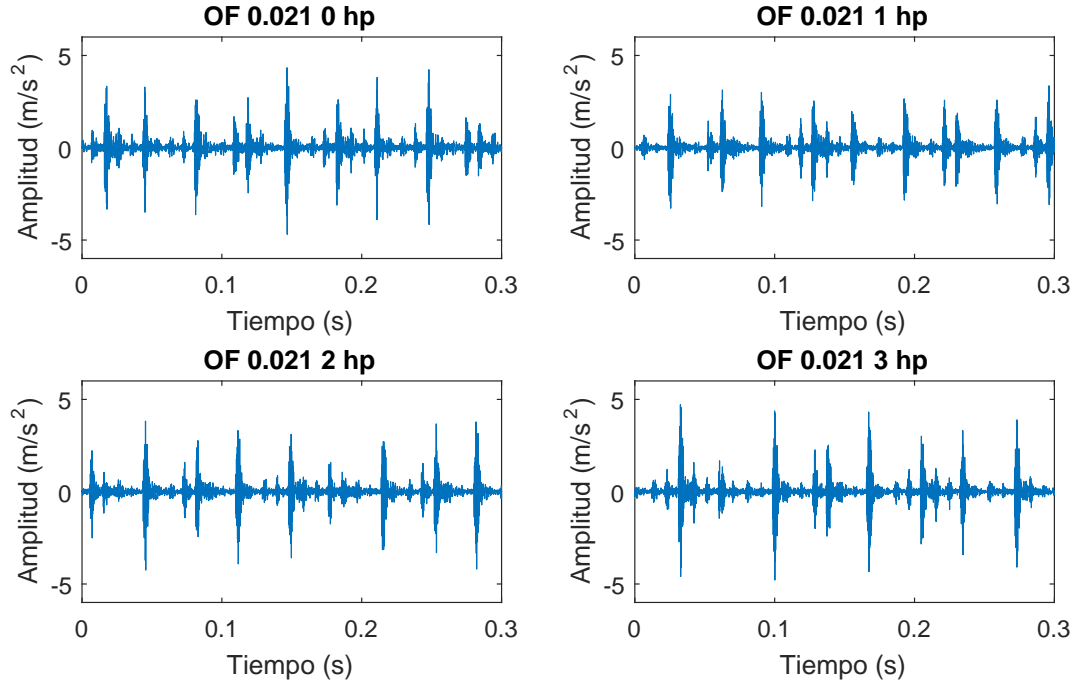 OF 0.021 0 hp
Amplitud (m/s²)
5
0
-5
0
0.1
0.2
0.3
Tiempo (s)
OF 0.021 1 hp
Amplitud (m/s²)
5
0
-5
0
0.1
0.2
0.3
Tiempo (s)
OF 0.021 2 hp
Amplitud (m/s²)
5
0
-5
0
0.1
0.2
0.3
Tiempo (s)
OF 0.021 3 hp
Amplitud (m/s²)
5
0
-5
0
0.1
0.2
0.3
Tiempo (s)